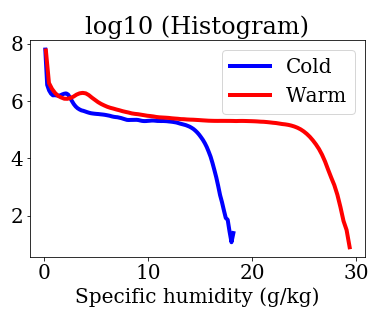 log10 (Histogram)
8
6
4
2
Cold
Warm
0 10 20 30
Specific humidity (g/kg)